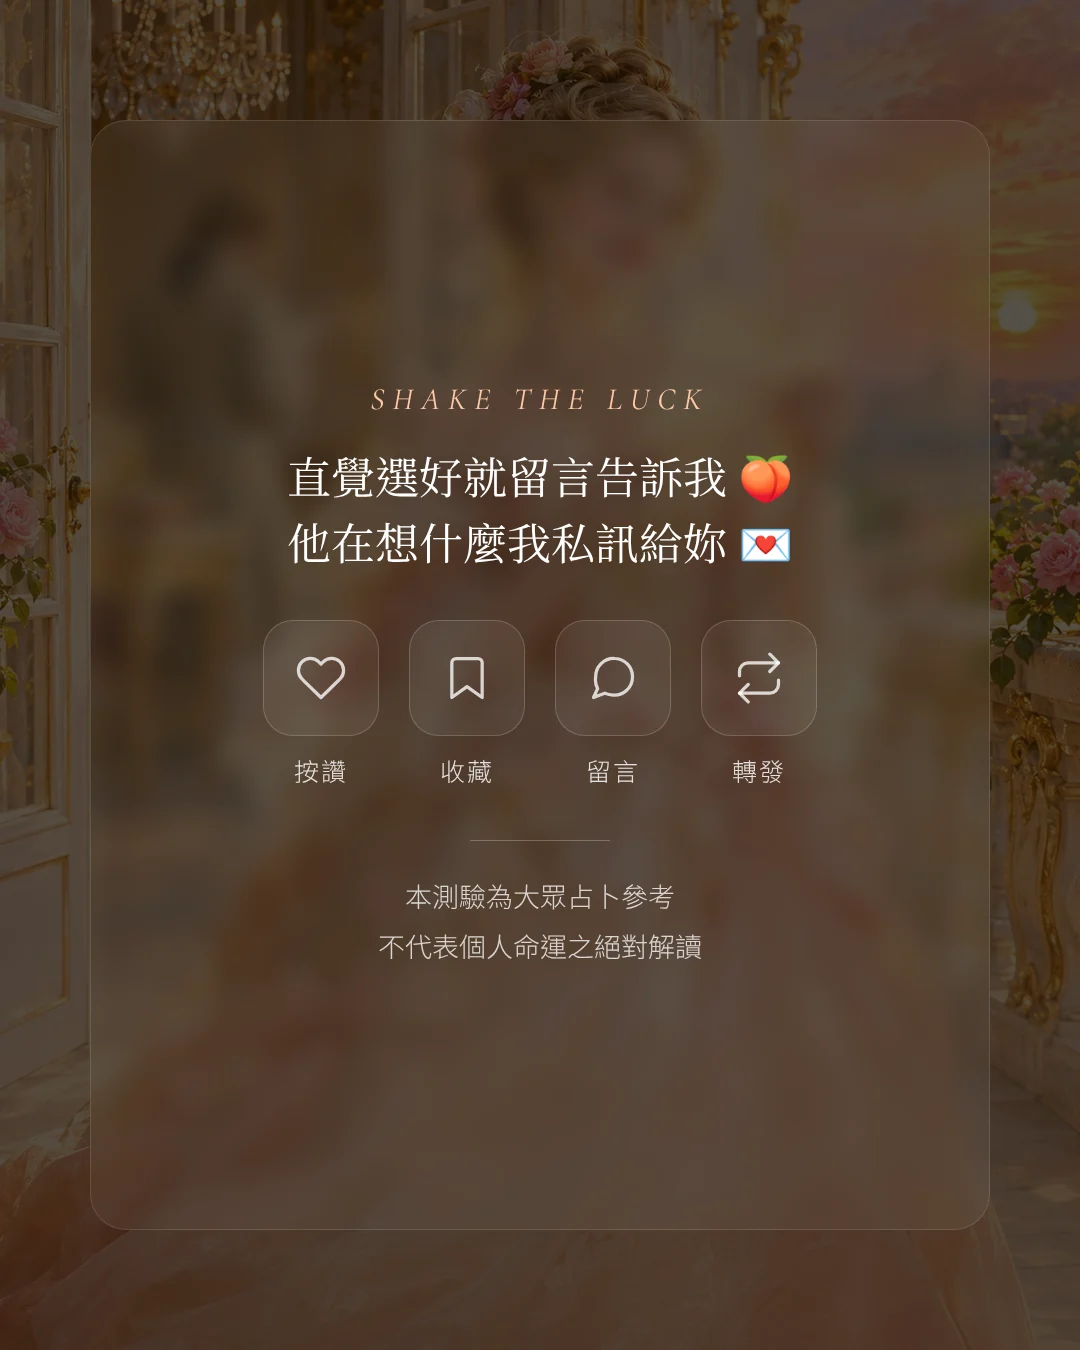 SHAKE THE LUCK
直覺選好就留言告訴我 🍑
他在想什麼我私訊給妳 💌
按讚 收藏 留言 轉發
本測驗為大眾占卜參考
不代表個人命運之絕對解讀